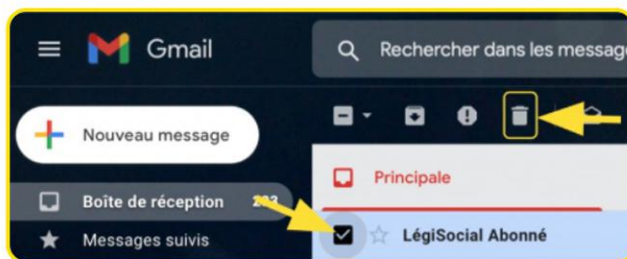 Gmail
Rechercher dans les message
Nouveau message
Principale
Boîte de réception
Messages suivis
LégiSocial Abonné